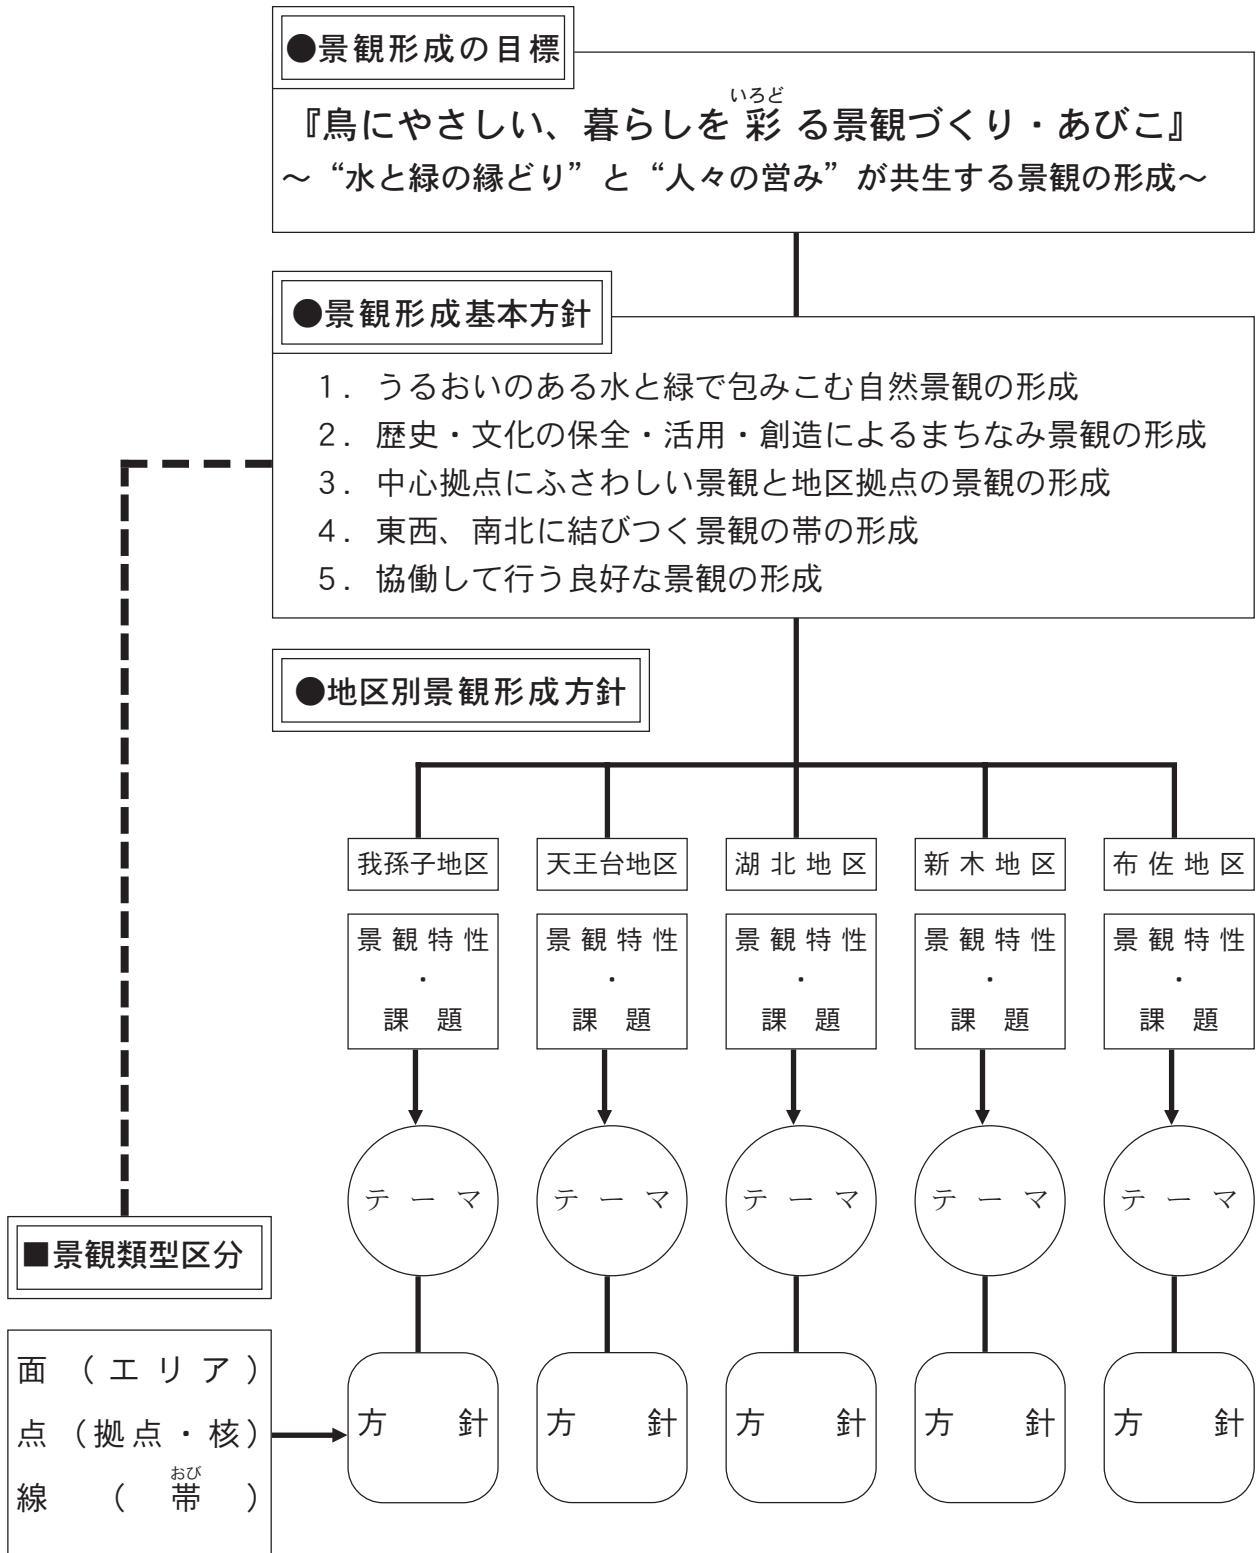 ●景観形成の目標
いろど
『鳥にやさしい、暮らしを 彩 る景観づくり・あびこ』
～“水と緑の縁どり”と“人々の営み”が共生する景観の形成～
●景観形成基本方針
1．うるおいのある水と緑で包みこむ自然景観の形成
2．歴史・文化の保全・活用・創造によるまちなみ景観の形成
3．中心拠点にふさわしい景観と地区拠点の景観の形成
4．東西、南北に結びつく景観の帯の形成
5．協働して行う良好な景観の形成
●地区別景観形成方針
我孫子地区
天王台地区
湖北地区
新木地区
布佐地区
景観特性
・
課題
景観特性
・
課題
景観特性
・
課題
景観特性
・
課題
景観特性
・
課題
テーマ
テーマ
テーマ
テーマ
テーマ
■景観類型区分
面（エリア）
点（拠点・核）
おび
線（帯）
方針
方針
方針
方針
方針